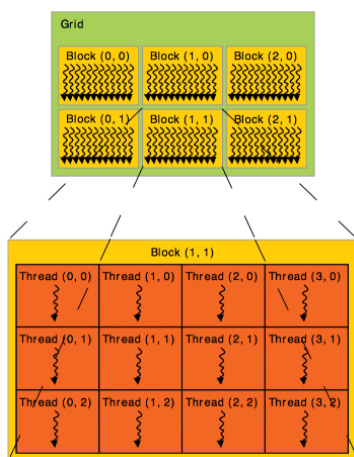 Grid
Block (0, 0) Block (1, 0) Block (2, 0)
Block (0, 1) Block (1, 1) Block (2, 1)
Block (1, 1)
Thread (0, 0) Thread (1, 0) Thread (2, 0) Thread (3, 0)
Thread (0, 1) Thread (1, 1) Thread (2, 1) Thread (3, 1)
Thread (0, 2) Thread (1, 2) Thread (2, 2) Thread (3, 2)